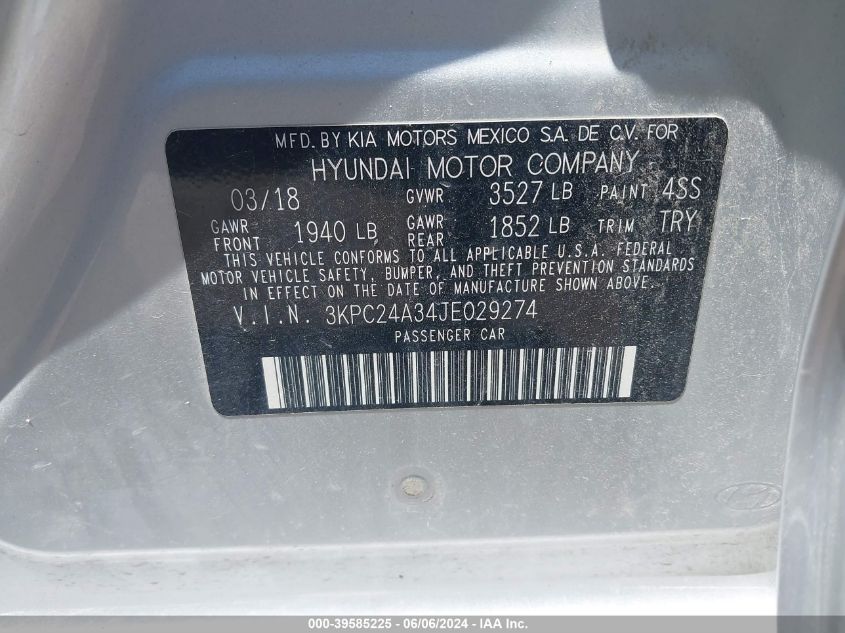 MFD. BY KIA MOTORS MEXICO S.A. DE C.V. FOR
HYUNDAI MOTOR COMPANY
03/18 GVWR 3527 LB PAINT 4SS
GAWR FRONT 1940 LB GAWR REAR 1852 LB TRIM TRY
THIS VEHICLE CONFORMS TO ALL APPLICABLE U.S.A. FEDERAL
MOTOR VEHICLE SAFETY, BUMPER, AND THEFT PREVENTION STANDARDS
IN EFFECT ON THE DATE OF MANUFACTURE SHOWN ABOVE.
V.I.N. 3KPC24A34JE029274
PASSENGER CAR
000-39585225 - 06/06/2024 - IAA Inc.